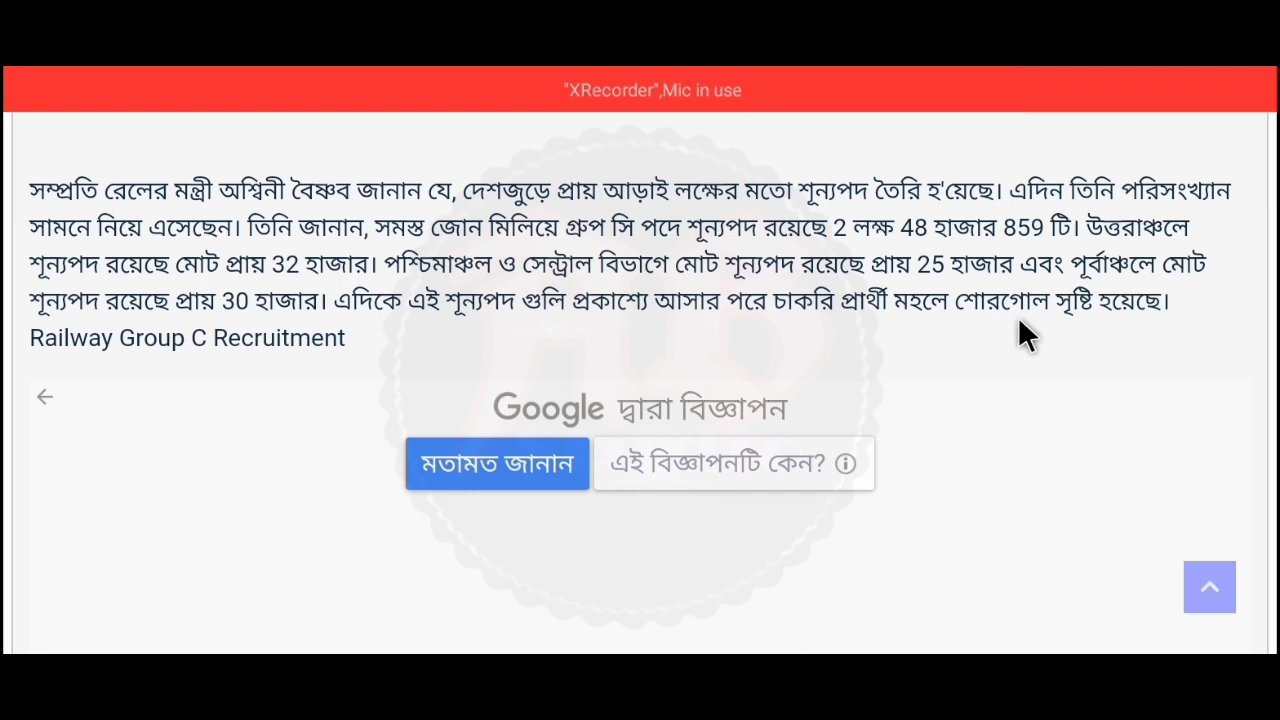 "XRecorder",Mic in use
সম্প্রতি রেলের মন্ত্রী অশ্বিনী বৈষ্ণব জানান যে, দেশজুড়ে প্রায় আড়াই লক্ষের মতো শূন্যপদ তৈরি হ'য়েছে। এদিন তিনি পরিসংখ্যান
সামনে নিয়ে এসেছেন। তিনি জানান, সমস্ত জোন মিলিয়ে গ্রুপ সি পদে শূন্যপদ রয়েছে 2 লক্ষ 48 হাজার 859 টি। উত্তরাঞ্চলে
শূন্যপদ রয়েছে মোট প্রায় 32 হাজার। পশ্চিমাঞ্চল ও সেন্ট্রাল বিভাগে মোট শূন্যপদ রয়েছে প্রায় 25 হাজার এবং পূর্বাঞ্চলে মোট
শূন্যপদ রয়েছে প্রায় 30 হাজার। এদিকে এই শূন্যপদ গুলি প্রকাশ্যে আসার পরে চাকরি প্রার্থী মহলে শোরগোল সৃষ্টি হয়েছে।
Railway Group C Recruitment
Google দ্বারা বিজ্ঞাপন
মতামত জানান এই বিজ্ঞাপনটি কেন?